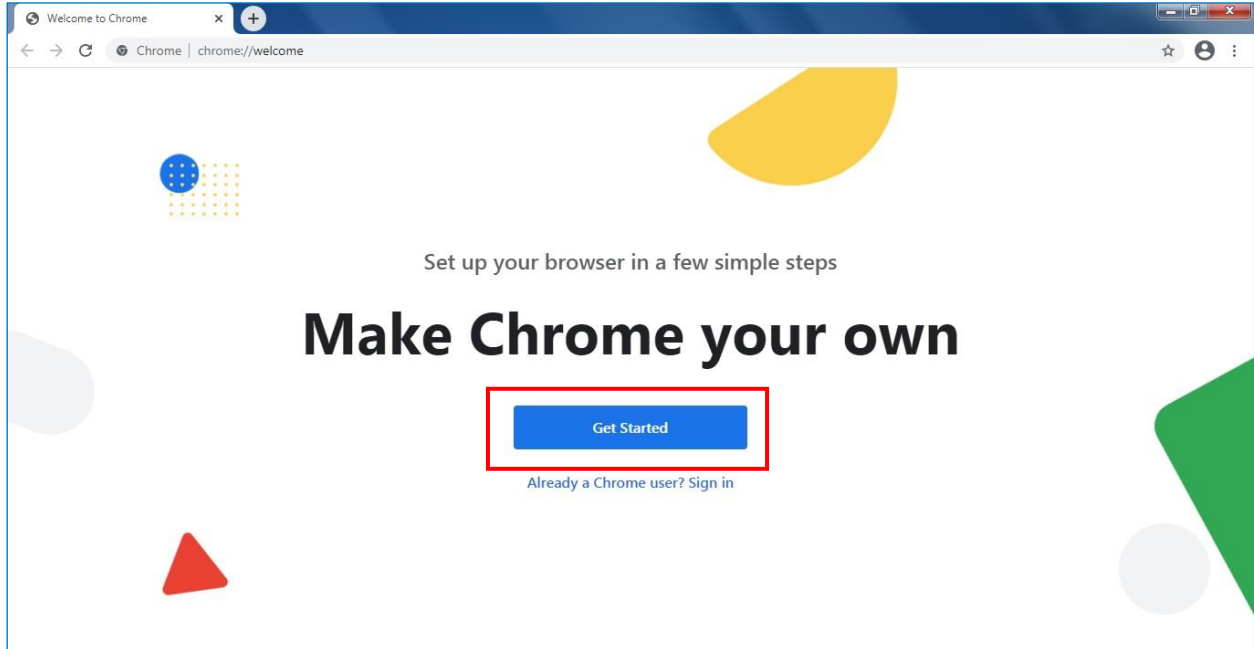 Welcome to Chrome
Chrome | chrome://welcome
Set up your browser in a few simple steps
Make Chrome your own
Get Started
Already a Chrome user? Sign in